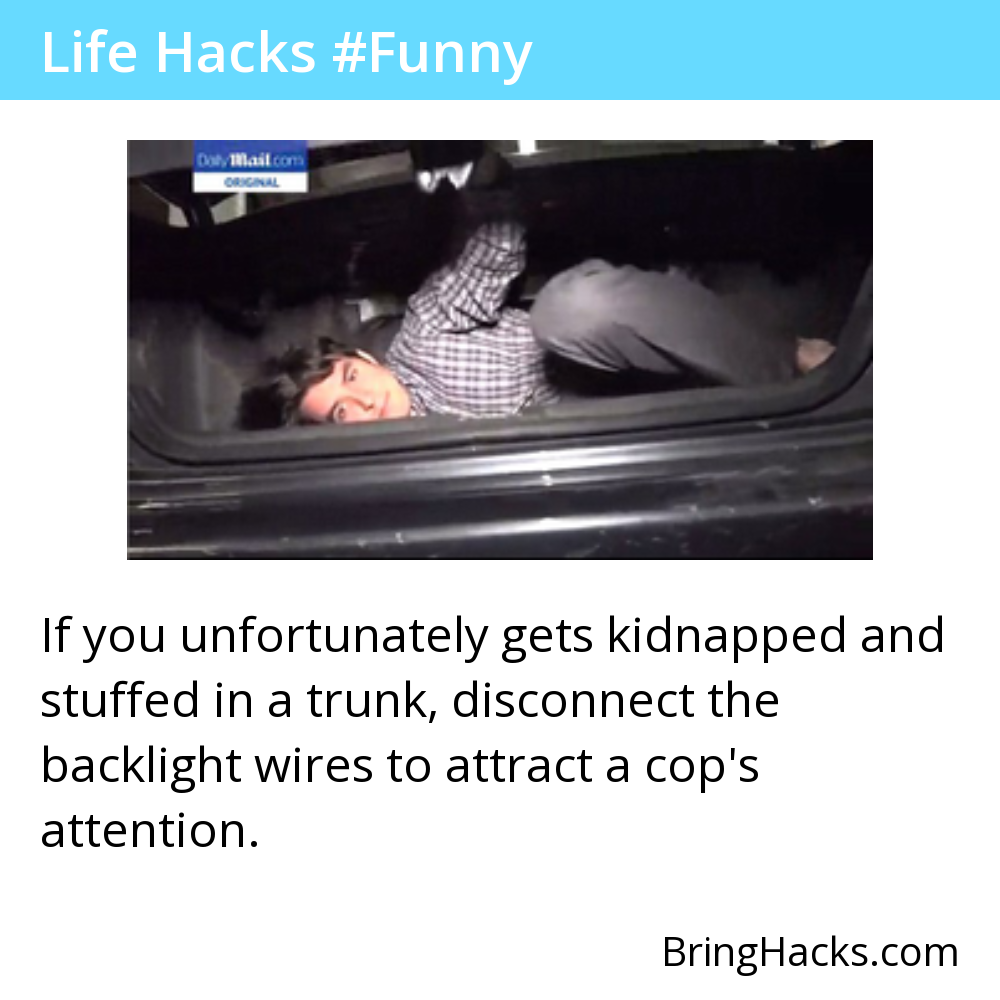 Life Hacks #Funny
Daily Mail.com
ORIGINAL
If you unfortunately gets kidnapped and
stuffed in a trunk, disconnect the
backlight wires to attract a cop's
attention.
BringHacks.com